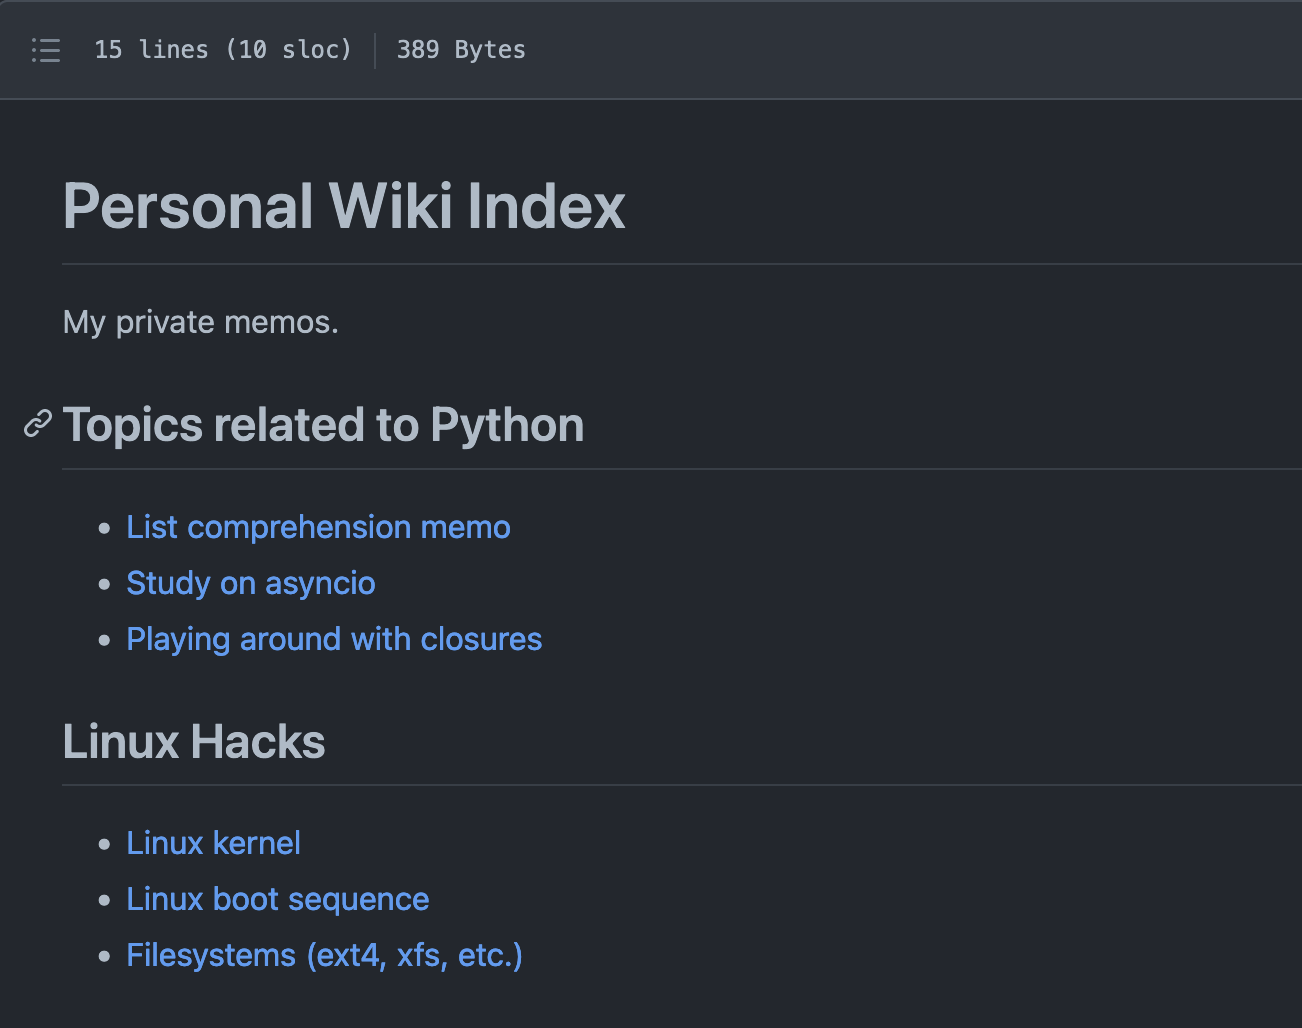 15 lines (10 sloc) 389 Bytes
Personal Wiki Index
My private memos.
Topics related to Python
List comprehension memo
Study on asyncio
Playing around with closures
Linux Hacks
Linux kernel
Linux boot sequence
Filesystems (ext4, xfs, etc.)